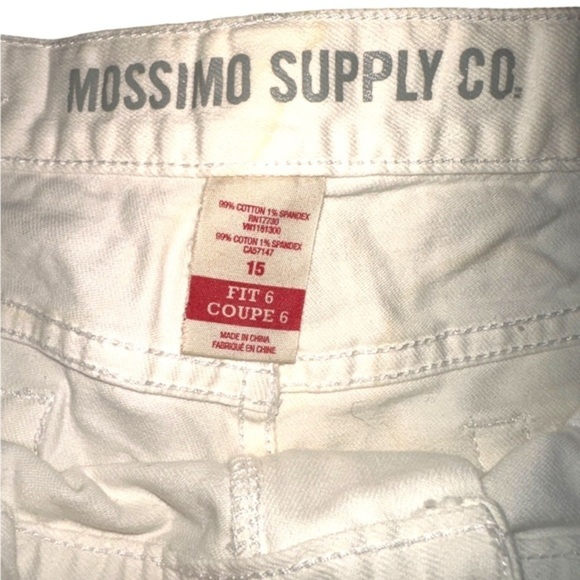 MOSSIMO SUPPLY CO.
99% COTTON 1% SPANDEX
RN17730
VN1161300
99% COTON 1% SPANDEX
CA57147
15
FIT 6
COUPE 6
MADE IN CHINA
FABRIQUÉ EN CHINE